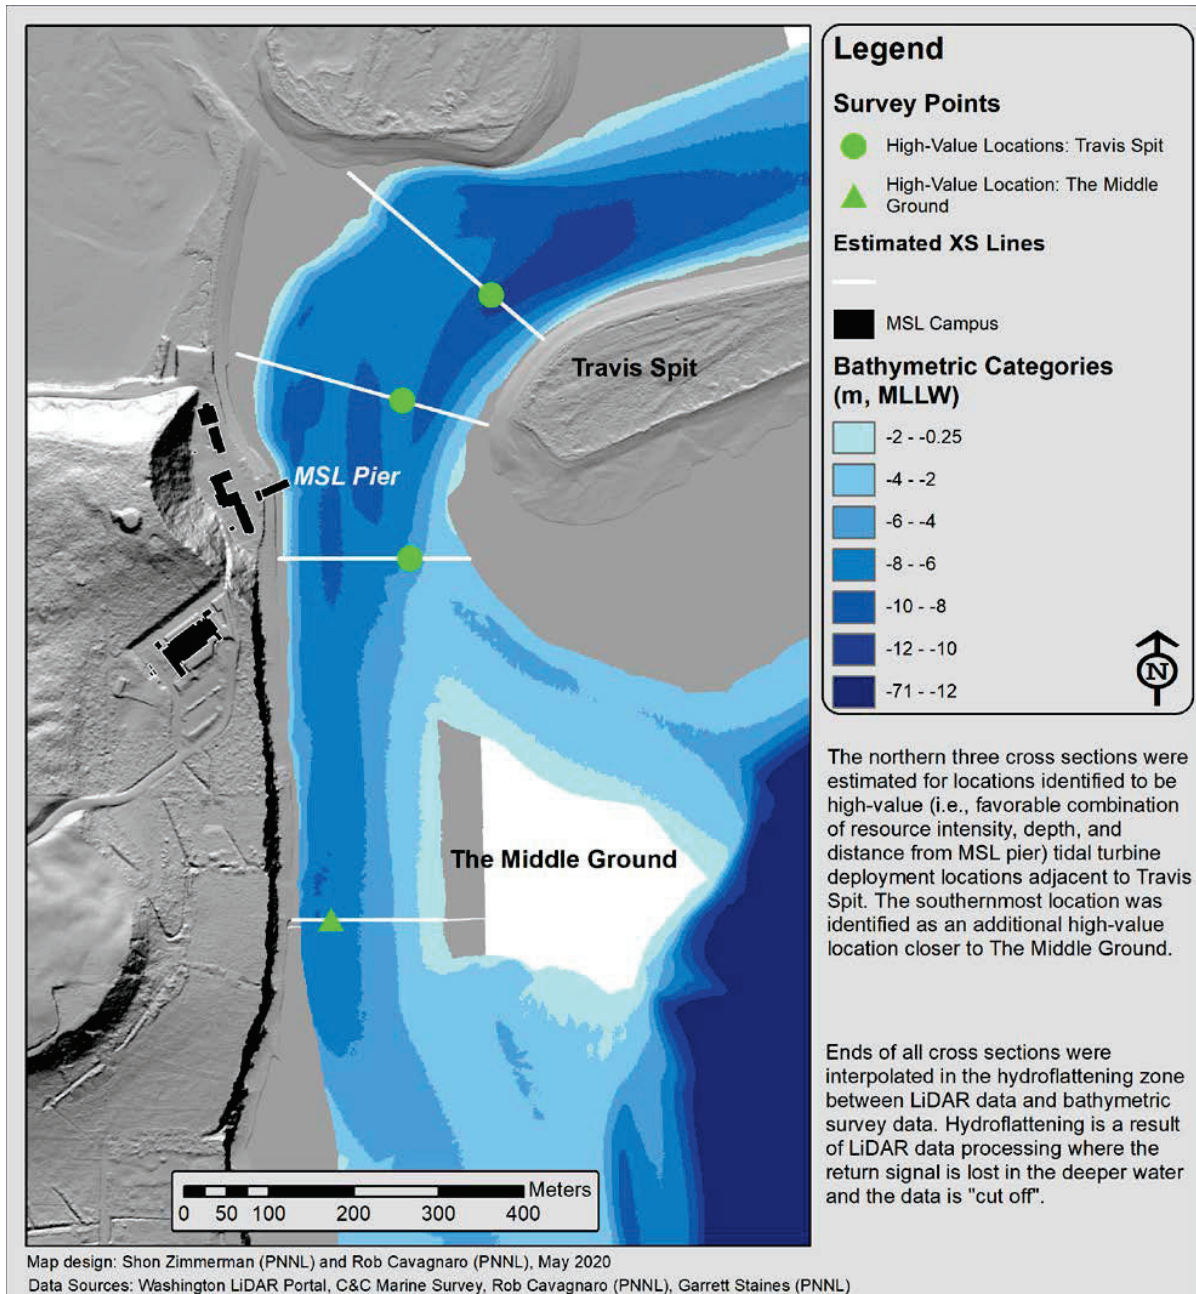 Legend
Survey Points
High-Value Locations: Travis Spit
High-Value Location: The Middle
Ground
Estimated XS Lines
MSL Campus
Bathymetric Categories
(m, MLLW)
-2 - -0.25
-4 - -2
-6 - -4
-8 - -6
-10 - -8
-12 - -10
-71 - -12
N
Travis Spit
MSL Pier
The Middle Ground
The northern three cross sections were
estimated for locations identified to be
high-value (i.e., favorable combination
of resource intensity, depth, and
distance from MSL pier) tidal turbine
deployment locations adjacent to Travis
Spit. The southernmost location was
identified as an additional high-value
location closer to The Middle Ground.
Ends of all cross sections were
interpolated in the hydroflattening zone
between LiDAR data and bathymetric
survey data. Hydroflattening is a result
of LiDAR data processing where the
return signal is lost in the deeper water
and the data is "cut off".
Meters
0 50 100 200 300 400
Map design: Shon Zimmerman (PNNL) and Rob Cavagnaro (PNNL), May 2020
Data Sources: Washington LiDAR Portal, C&C Marine Survey, Rob Cavagnaro (PNNL), Garrett Staines (PNNL)